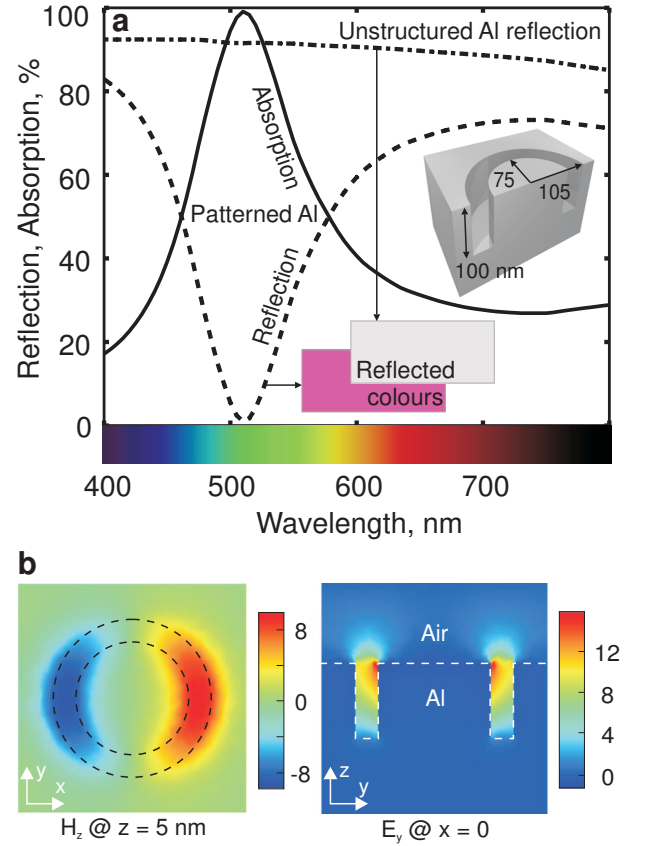 a
Unstructured Al reflection
100
80
60
40
20
0
Reflection, Absorption, %
Absorption
Patterned Al
Reflection
75
105
100 nm
Reflected
colours
400
500
600
700
Wavelength, nm
b
8
0
-8
y
x
Hz @ z = 5 nm
Air
Al
12
8
4
0
z
y
Ey @ x = 0